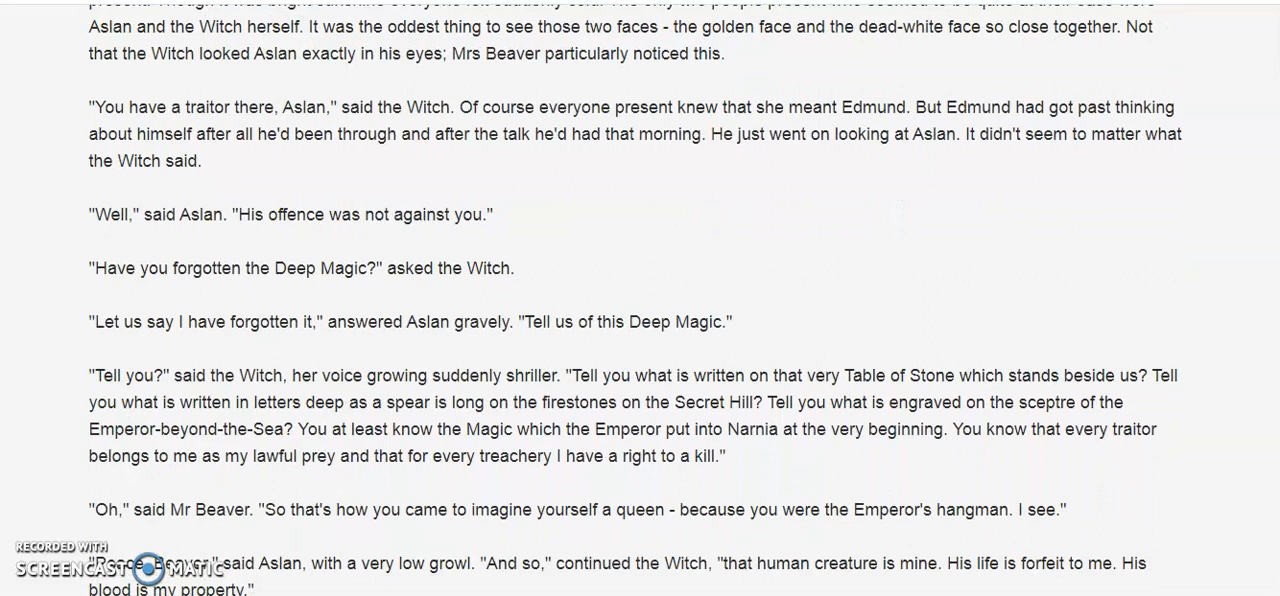 Aslan and the Witch herself. It was the oddest thing to see those two faces - the golden face and the dead-white face so close together. Not
that the Witch looked Aslan exactly in his eyes; Mrs Beaver particularly noticed this.
"You have a traitor there, Aslan," said the Witch. Of course everyone present knew that she meant Edmund. But Edmund had got past thinking
about himself after all he'd been through and after the talk he'd had that morning. He just went on looking at Aslan. It didn't seem to matter what
the Witch said.
"Well," said Aslan. "His offence was not against you."
"Have you forgotten the Deep Magic?" asked the Witch.
"Let us say I have forgotten it," answered Aslan gravely. "Tell us of this Deep Magic."
"Tell you?" said the Witch, her voice growing suddenly shriller. "Tell you what is written on that very Table of Stone which stands beside us? Tell
you what is written in letters deep as a spear is long on the firestones on the Secret Hill? Tell you what is engraved on the sceptre of the
Emperor-beyond-the-Sea? You at least know the Magic which the Emperor put into Narnia at the very beginning. You know that every traitor
belongs to me as my lawful prey and that for every treachery I have a right to a kill."
"Oh," said Mr Beaver. "So that's how you came to imagine yourself a queen - because you were the Emperor's hangman. I see."
"Peace, Beaver," said Aslan, with a very low growl. "And so," continued the Witch, "that human creature is mine. His life is forfeit to me. His
blood is my property."
RECORDED WITH
SCREENCAST MATIC